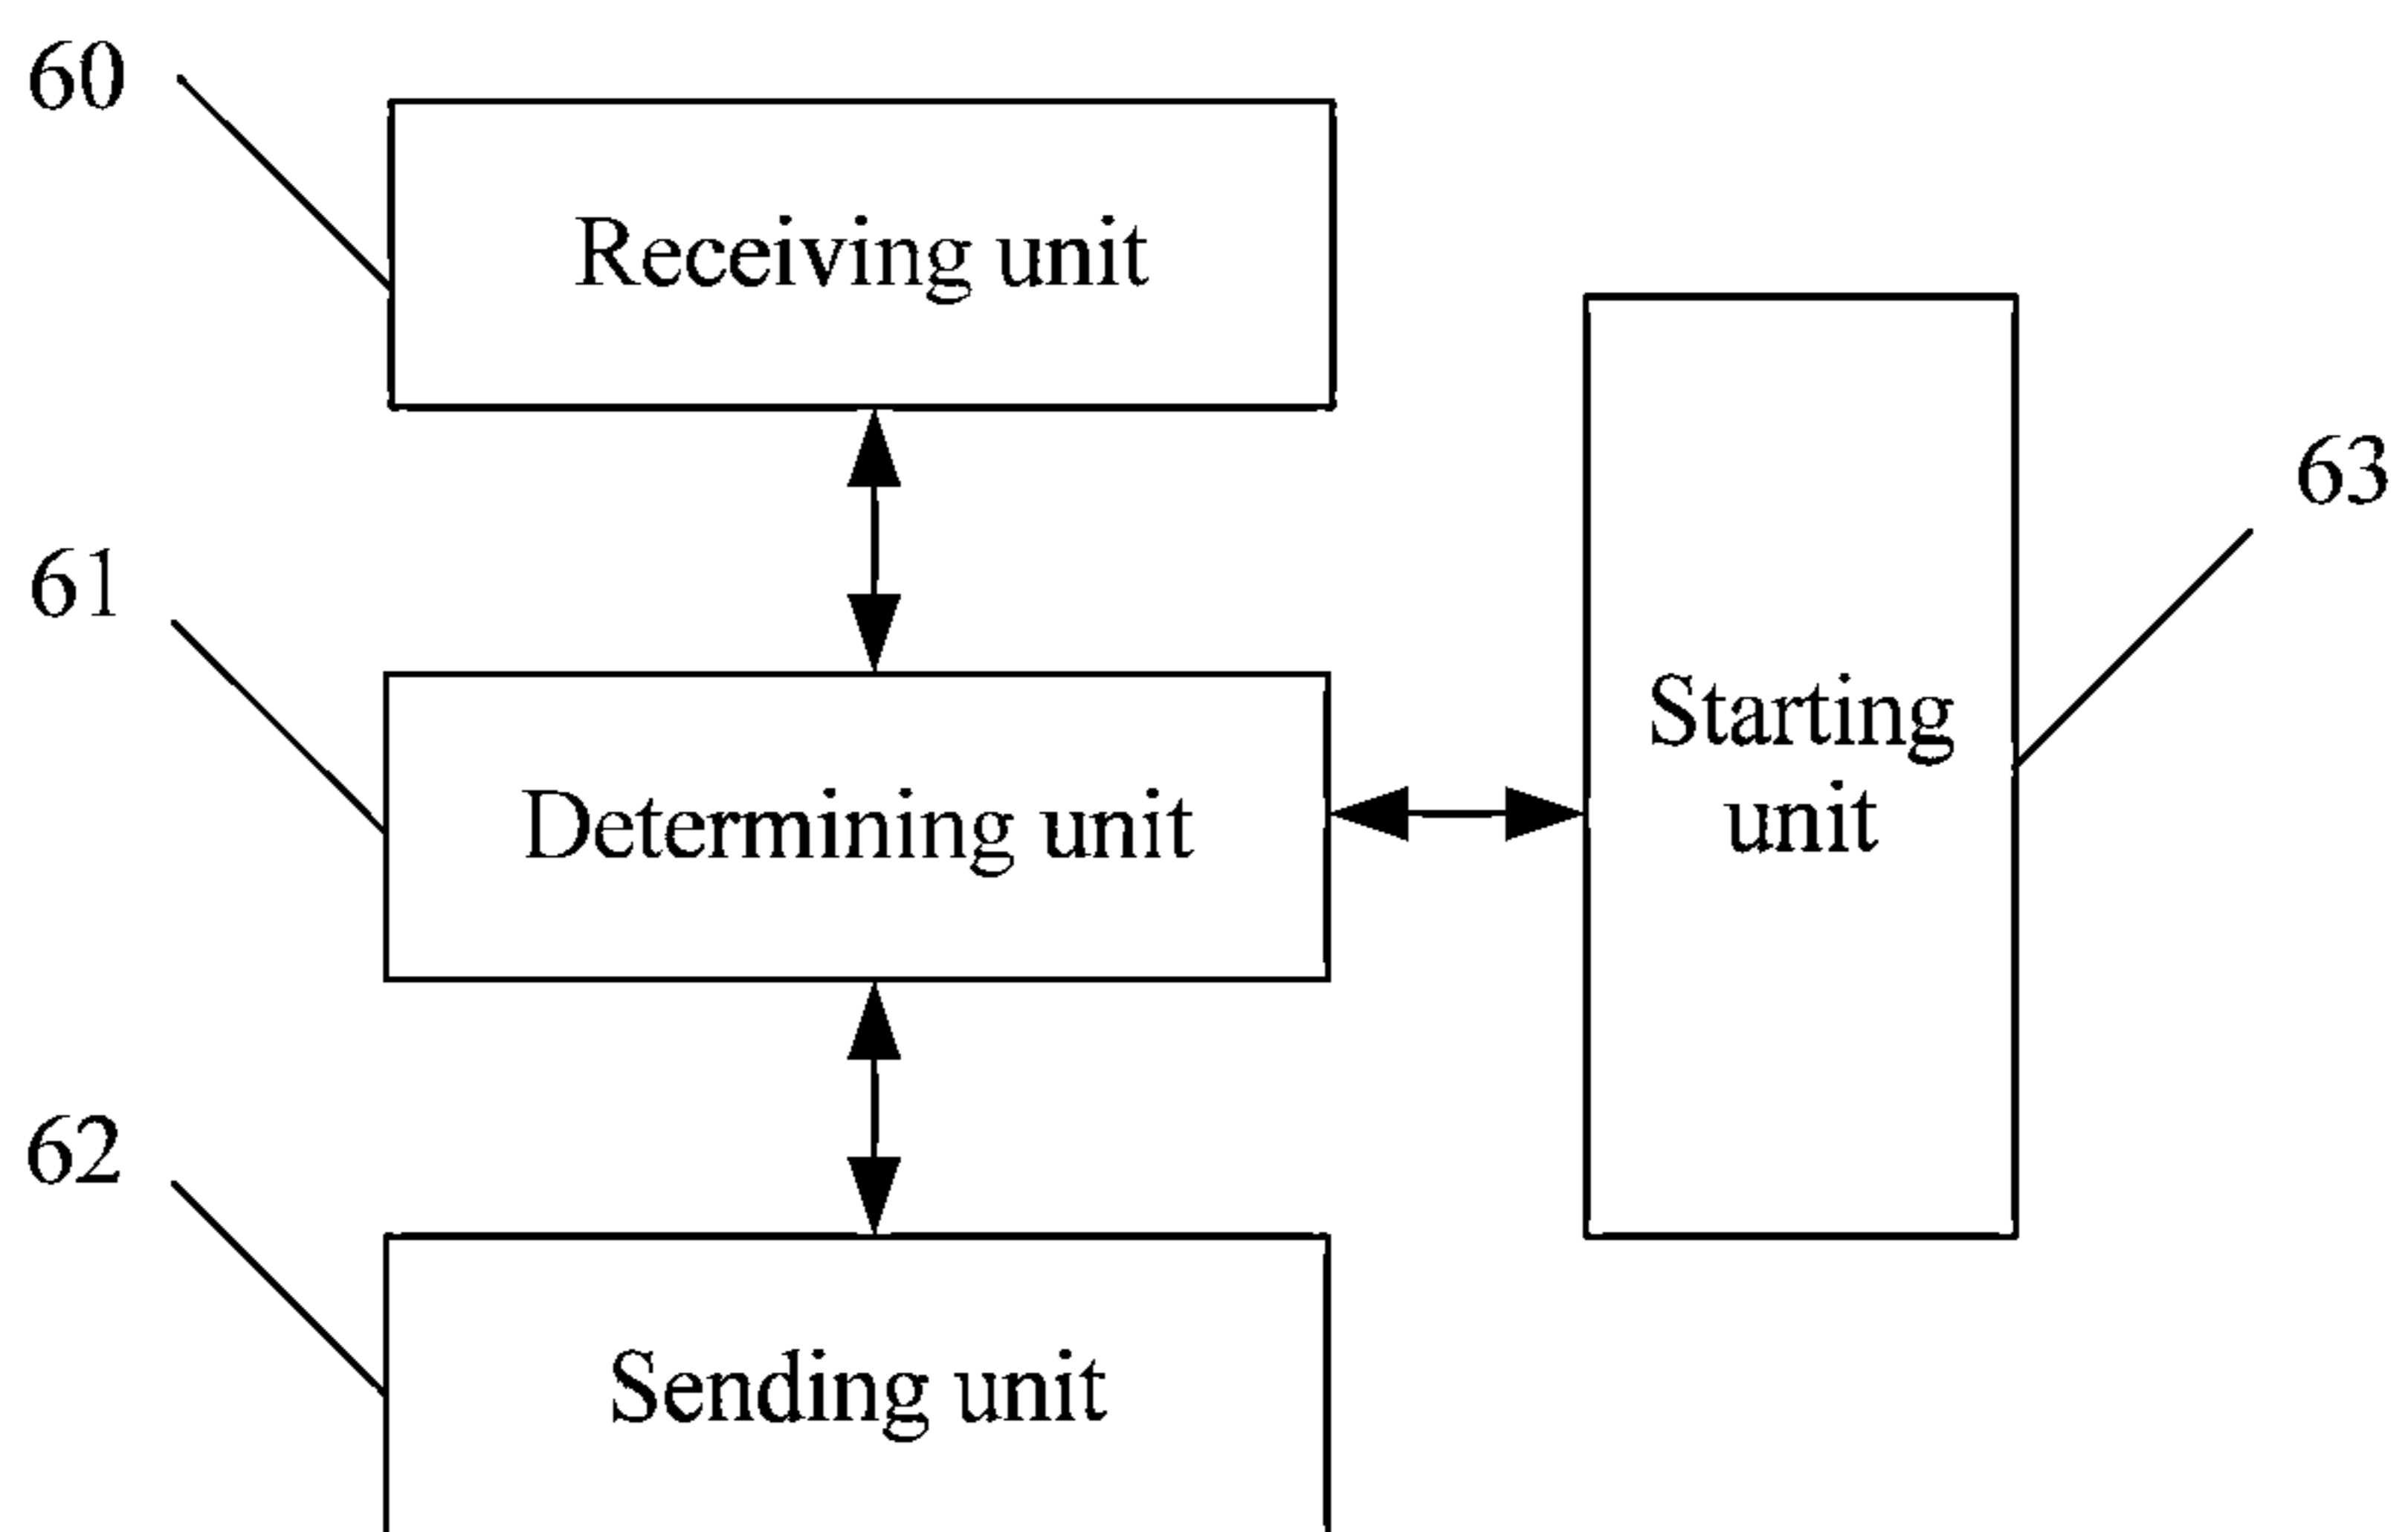 60
Receiving unit
63
61
Starting
unit
Determining unit
62
Sending unit